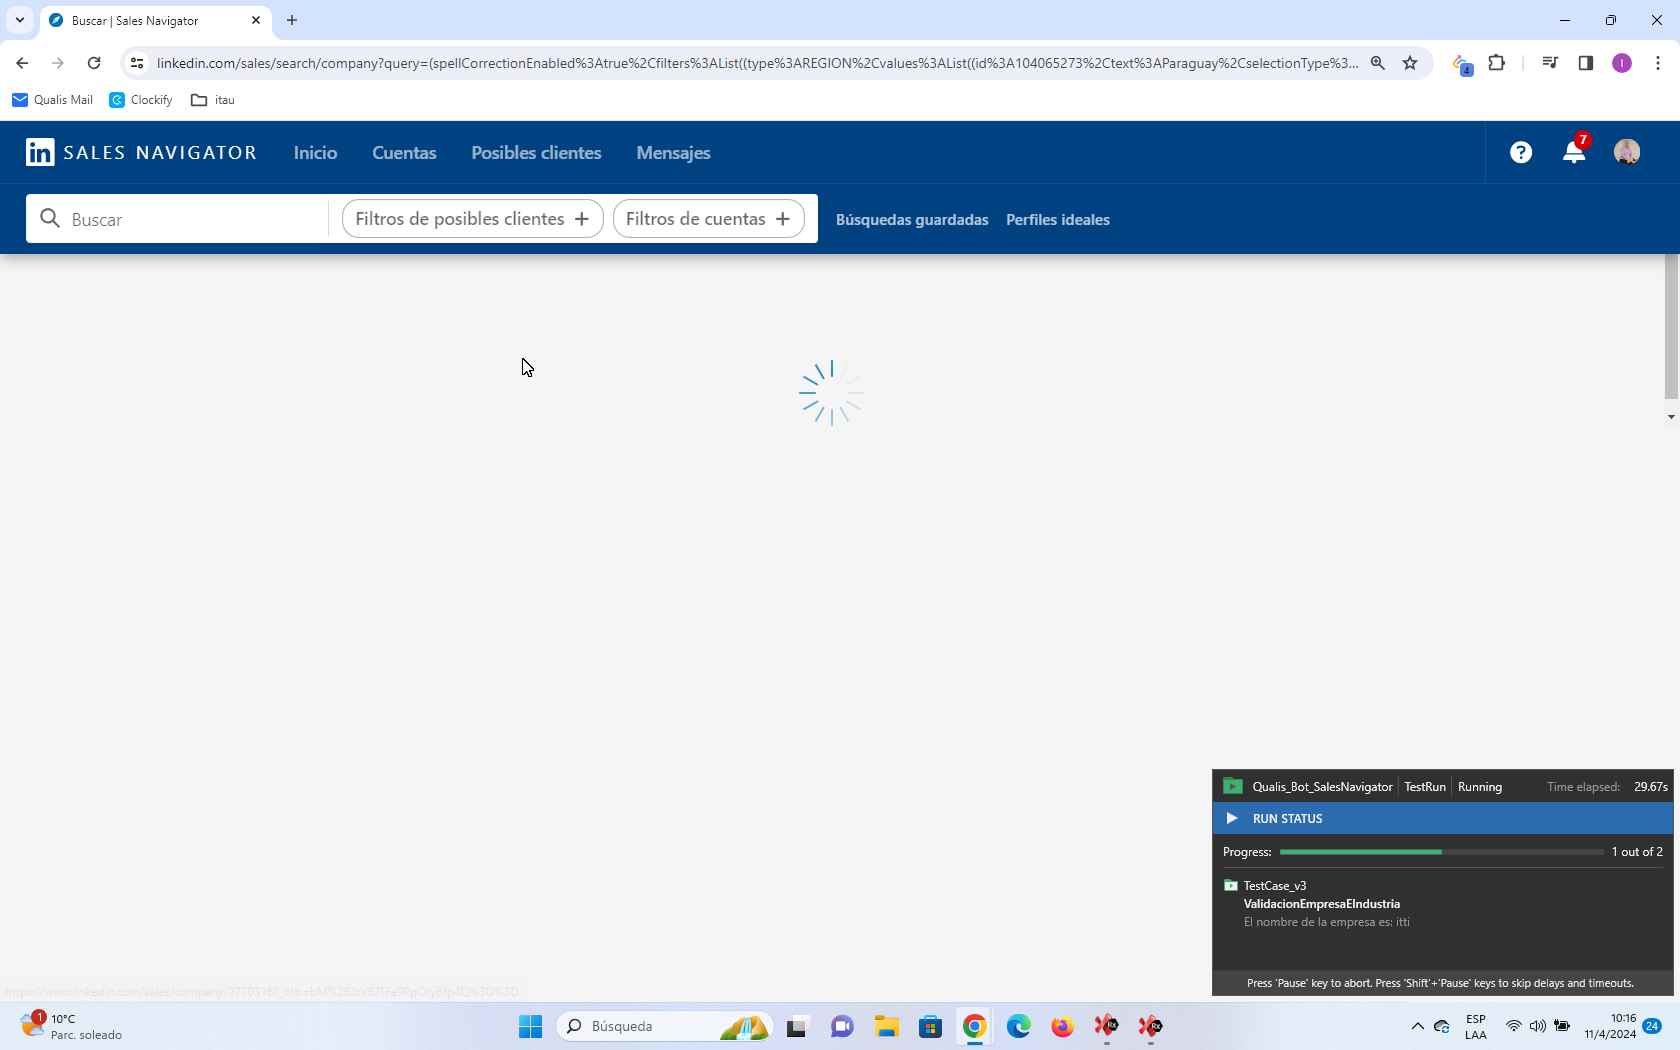 Buscar | Sales Navigator
linkedin.com/sales/search/company?query=(spellCorrectionEnabled%3Atrue%2Cfilters%3AList((type%3AREGION%2Cvalues%3AList((id%3A104065273%2Ctext%3AParaguay%2CselectionType%3...
4
I
Qualis Mail
Clockify
itau
in SALES NAVIGATOR
Inicio
Cuentas
Posibles clientes
Mensajes
?
7
Buscar
Filtros de posibles clientes +
Filtros de cuentas +
Búsquedas guardadas
Perfiles ideales
Qualis_Bot_SalesNavigator
TestRun
Running
Time elapsed: 29.67s
RUN STATUS
Progress:
1 out of 2
TestCase_v3
ValidacionEmpresaEIndustria
El nombre de la empresa es: itti
Press 'Pause' key to abort. Press 'Shift'+'Pause' keys to skip delays and timeouts.
1
10°C
Parc. soleado
Búsqueda
ESP
LAA
10:16
11/4/2024
24